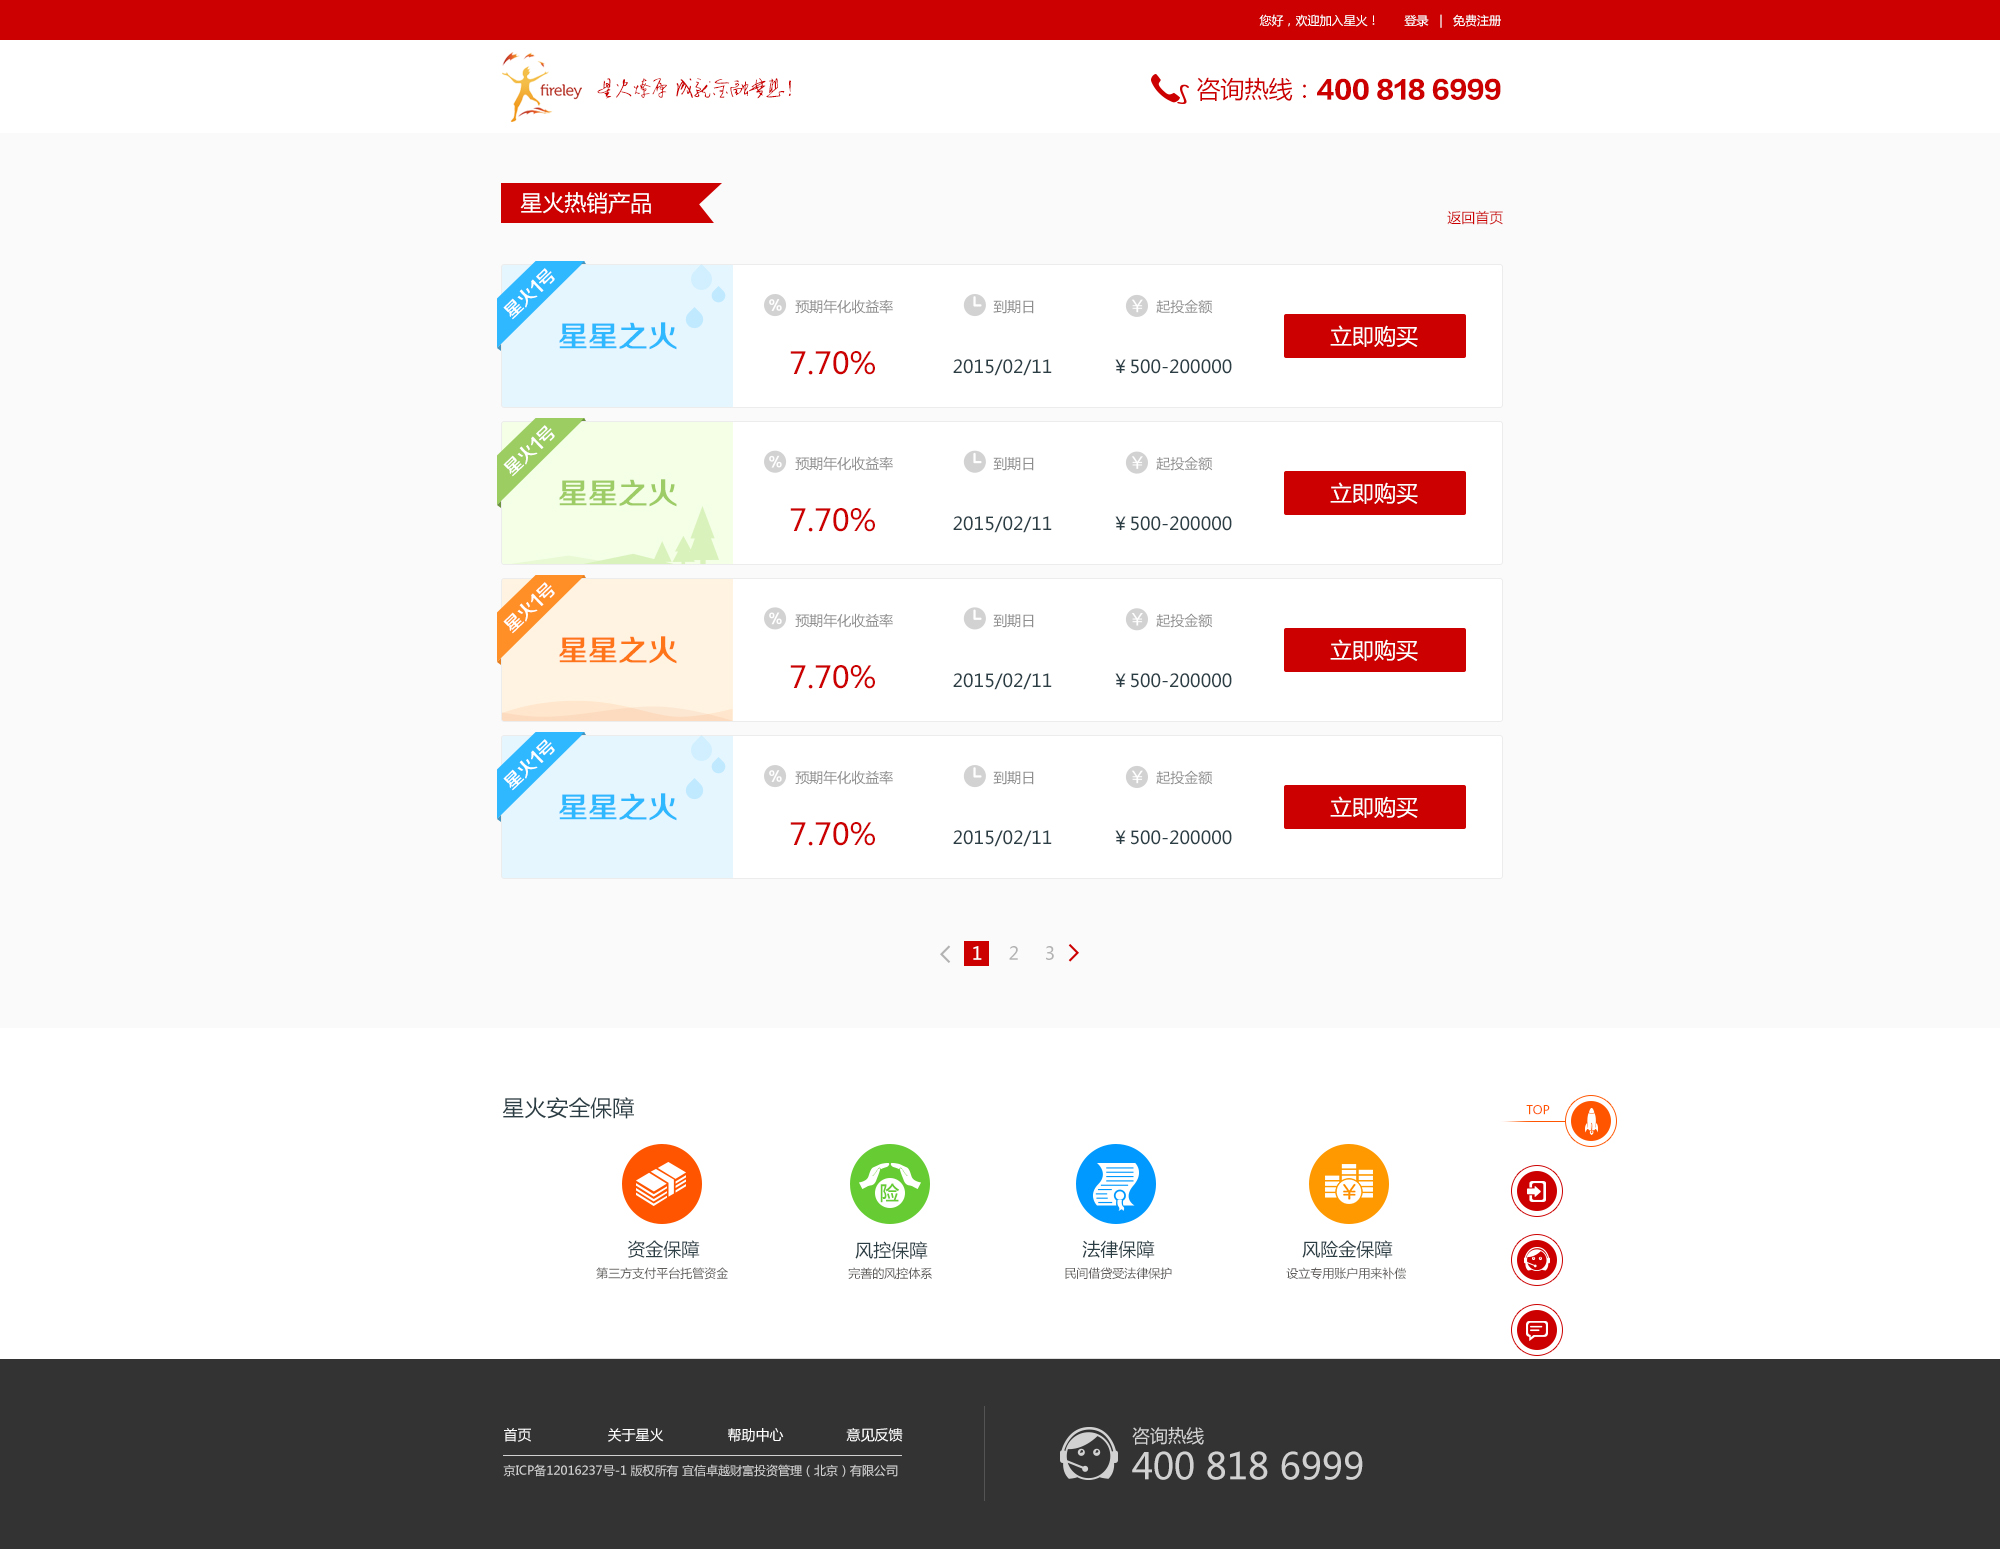 您好，欢迎加入星火！ 登录 | 免费注册
fireley 星火燎原 成就金融梦想！
咨询热线：400 818 6999
星火热销产品
返回首页
星火1号
星星之火
预期年化收益率 到期日 起投金额
7.70% 2015/02/11 ¥ 500-200000
立即购买
星火1号
星星之火
预期年化收益率 到期日 起投金额
7.70% 2015/02/11 ¥ 500-200000
立即购买
星火1号
星星之火
预期年化收益率 到期日 起投金额
7.70% 2015/02/11 ¥ 500-200000
立即购买
星火1号
星星之火
预期年化收益率 到期日 起投金额
7.70% 2015/02/11 ¥ 500-200000
立即购买
1 2 3
星火安全保障
TOP
险
资金保障 风控保障 法律保障 风险金保障
第三方支付平台托管资金 完善的风控体系 民间借贷受法律保护 设立专用账户用来补偿
首页 关于星火 帮助中心 意见反馈
京ICP备12016237号-1 版权所有 宜信卓越财富投资管理（北京）有限公司
咨询热线
400 818 6999